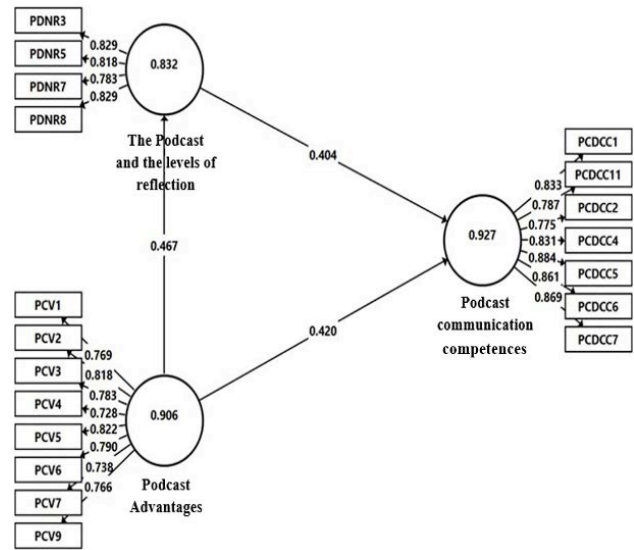 PDNR3
PDNR5
PDNR7
PDNR8
0.829
0.818
0.783
0.829
0.832
The Podcast
and the levels of
reflection
0.404
0.467
0.420
PCDCC1
PCDCC11
PCDCC2
PCDCC4
PCDCC5
PCDCC6
PCDCC7
0.833
0.787
0.775
0.831
0.884
0.861
0.869
0.927
Podcast
communication
competences
PCV1
PCV2
PCV3
PCV4
PCV5
PCV6
PCV7
PCV9
0.769
0.818
0.783
0.728
0.822
0.790
0.738
0.766
0.906
Podcast
Advantages